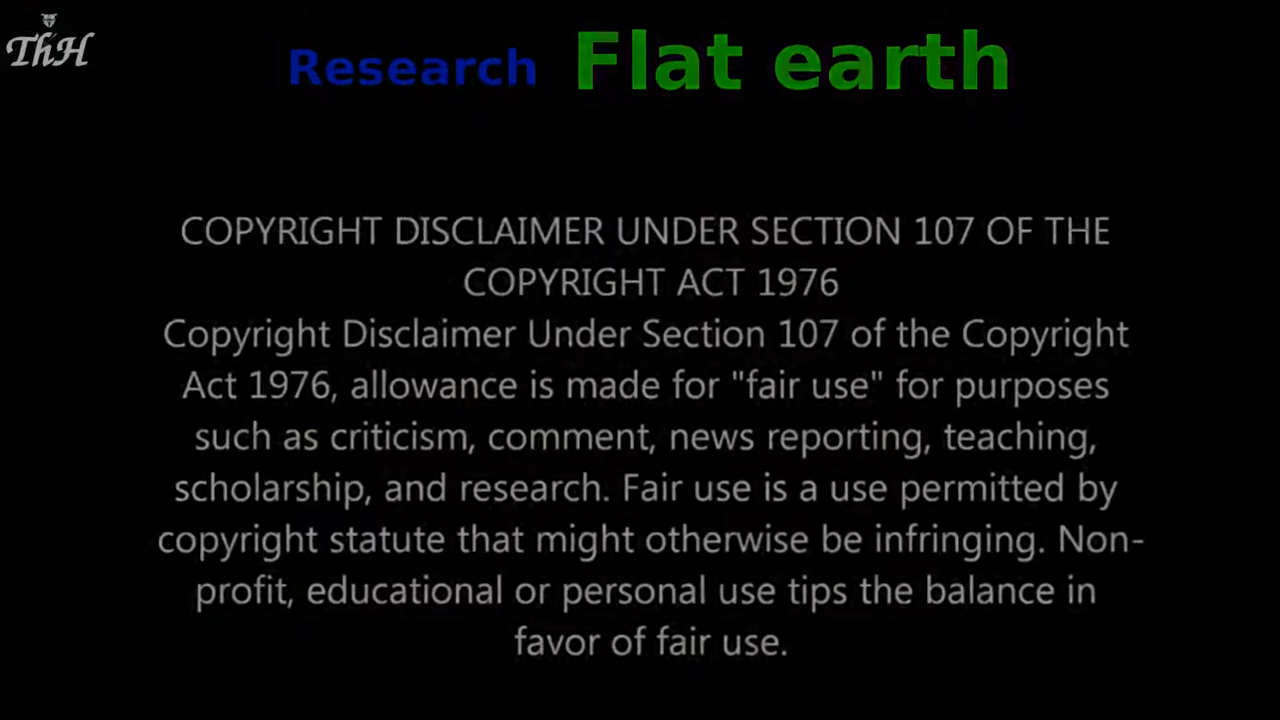 ThH
Research Flat earth
COPYRIGHT DISCLAIMER UNDER SECTION 107 OF THE
COPYRIGHT ACT 1976
Copyright Disclaimer Under Section 107 of the Copyright
Act 1976, allowance is made for "fair use" for purposes
such as criticism, comment, news reporting, teaching,
scholarship, and research. Fair use is a use permitted by
copyright statute that might otherwise be infringing. Non-
profit, educational or personal use tips the balance in
favor of fair use.